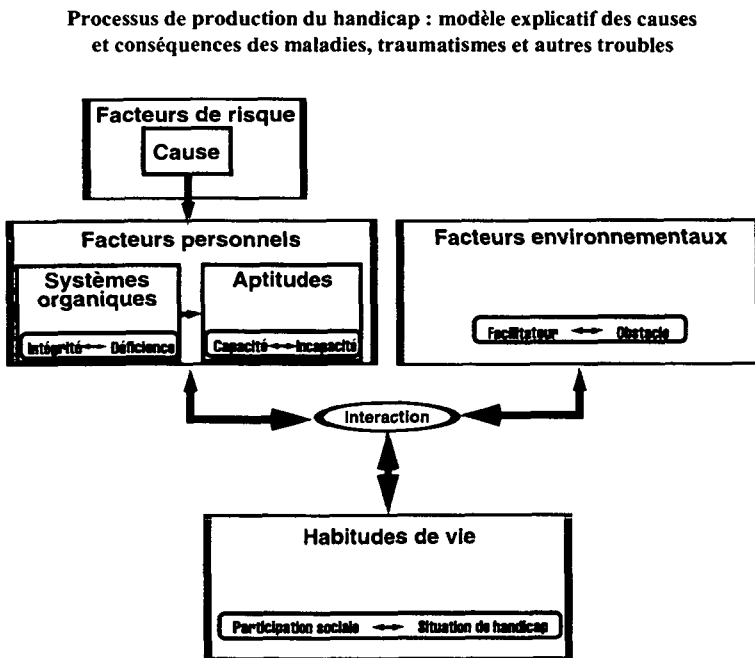 Processus de production du handicap : modèle explicatif des causes
et conséquences des maladies, traumatismes et autres troubles
Facteurs de risque
Cause
Facteurs personnels
Systèmes
organiques
Intégrité Déficience
Aptitudes
Capacité Incapacité
Facteurs environnementaux
Facilitateur Obstacle
Interaction
Habitudes de vie
Participation sociale Situation de handicap